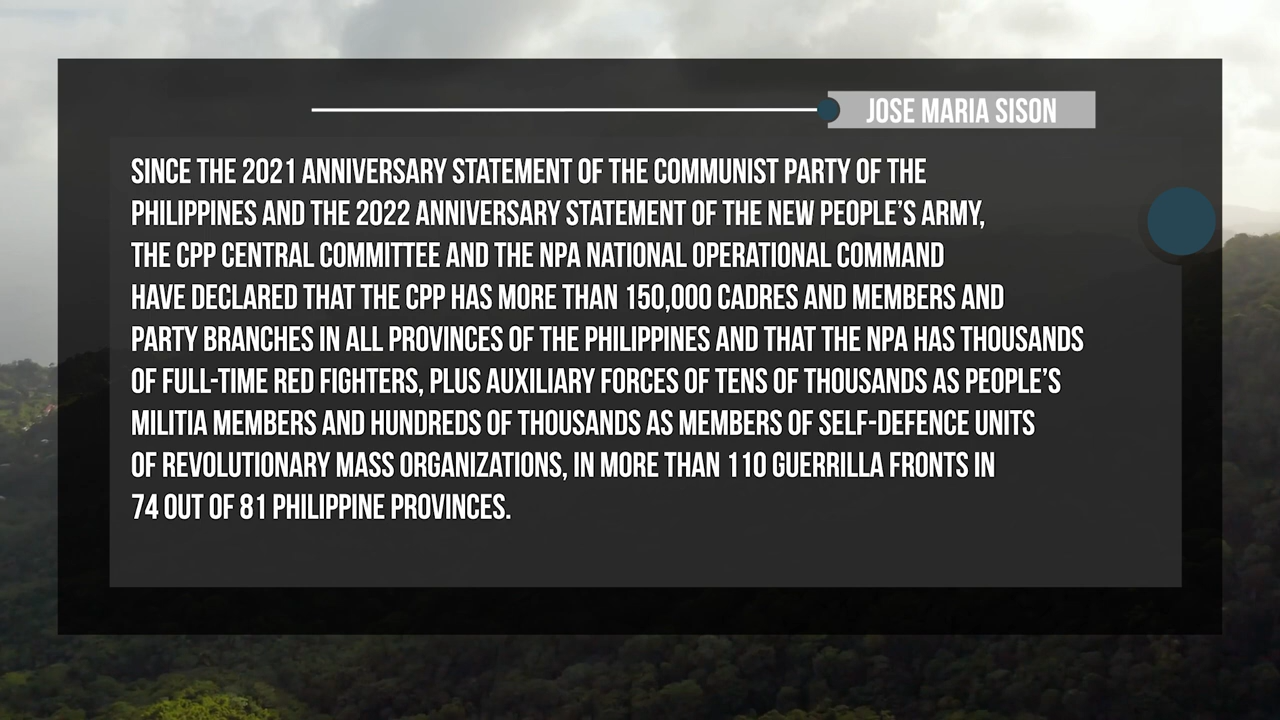 JOSE MARIA SISON
SINCE THE 2021 ANNIVERSARY STATEMENT OF THE COMMUNIST PARTY OF THE
PHILIPPINES AND THE 2022 ANNIVERSARY STATEMENT OF THE NEW PEOPLE'S ARMY,
THE CPP CENTRAL COMMITTEE AND THE NPA NATIONAL OPERATIONAL COMMAND
HAVE DECLARED THAT THE CPP HAS MORE THAN 150,000 CADRES AND MEMBERS AND
PARTY BRANCHES IN ALL PROVINCES OF THE PHILIPPINES AND THAT THE NPA HAS THOUSANDS
OF FULL-TIME RED FIGHTERS, PLUS AUXILIARY FORCES OF TENS OF THOUSANDS AS PEOPLE'S
MILITIA MEMBERS AND HUNDREDS OF THOUSANDS AS MEMBERS OF SELF-DEFENCE UNITS
OF REVOLUTIONARY MASS ORGANIZATIONS, IN MORE THAN 110 GUERRILLA FRONTS IN
74 OUT OF 81 PHILIPPINE PROVINCES.